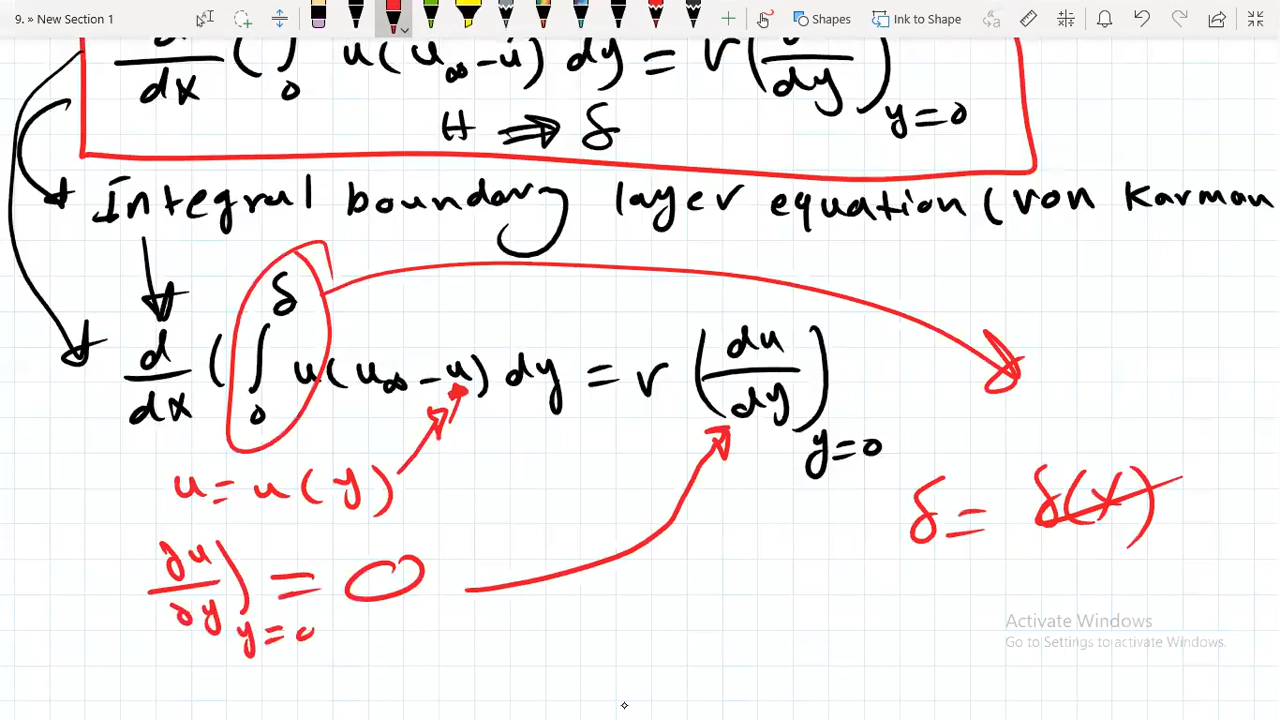 9. » New Section 1
Shapes
Ink to Shape
dx ( ∫ 0 u(u∞ − u) dy = ν ( dy ) y=0
H ⇒ δ
Integral boundary layer equation (von Karman
d/dx ( ∫ 0 δ u(u∞ − u) dy = ν ( du/dy ) y=0
u = u(y)
δ = δ(x)
∂u/∂y ) y=0 = 0
Activate Windows
Go to Settings to activate Windows.